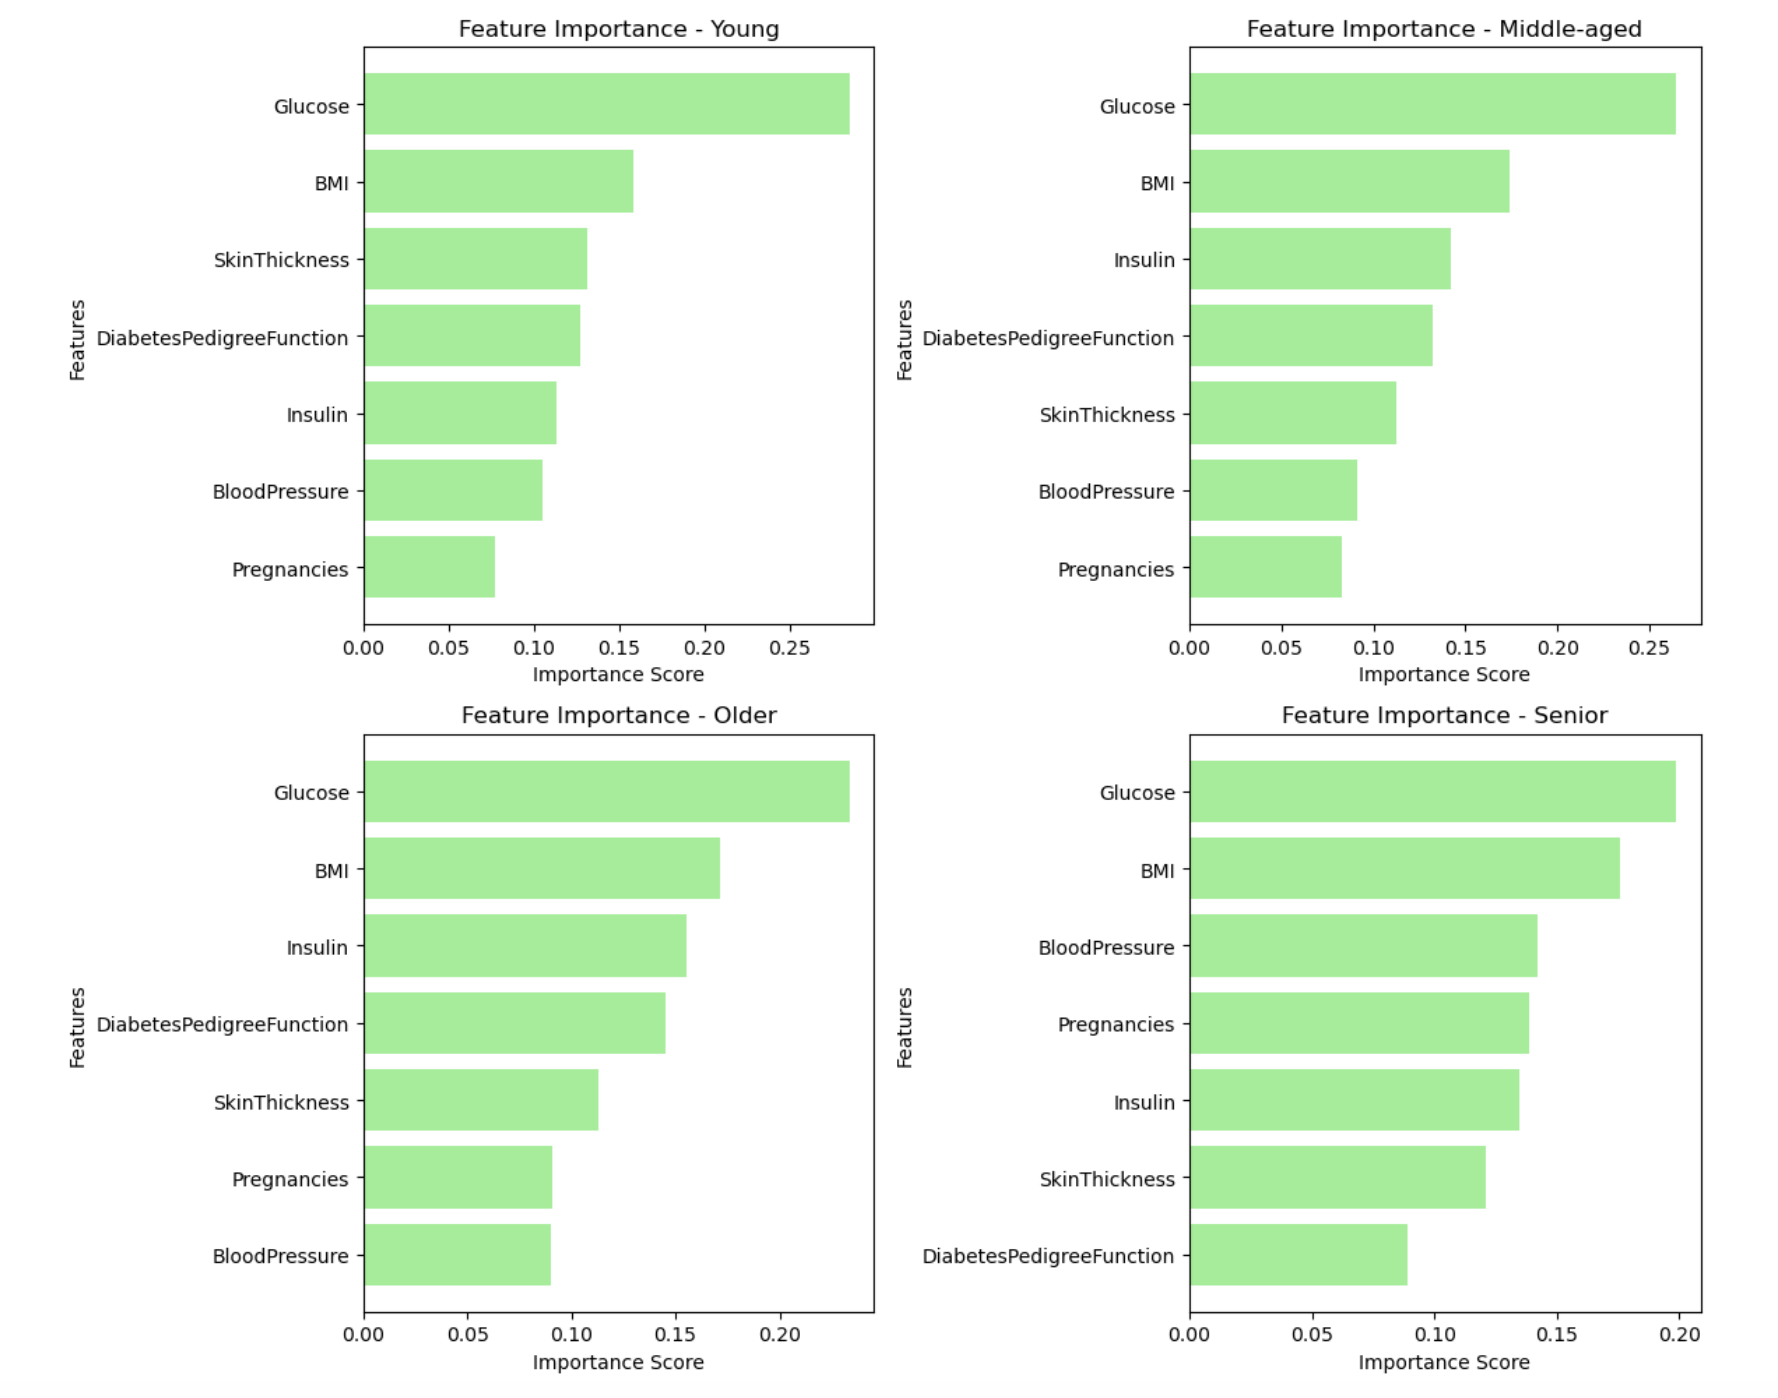 Feature Importance - Young
Features
Glucose
BMI
SkinThickness
DiabetesPedigreeFunction
Insulin
BloodPressure
Pregnancies
0.00 0.05 0.10 0.15 0.20 0.25
Importance Score
Feature Importance - Middle-aged
Features
Glucose
BMI
Insulin
DiabetesPedigreeFunction
SkinThickness
BloodPressure
Pregnancies
0.00 0.05 0.10 0.15 0.20 0.25
Importance Score
Feature Importance - Older
Features
Glucose
BMI
Insulin
DiabetesPedigreeFunction
SkinThickness
Pregnancies
BloodPressure
0.00 0.05 0.10 0.15 0.20
Importance Score
Feature Importance - Senior
Features
Glucose
BMI
BloodPressure
Pregnancies
Insulin
SkinThickness
DiabetesPedigreeFunction
0.00 0.05 0.10 0.15 0.20
Importance Score